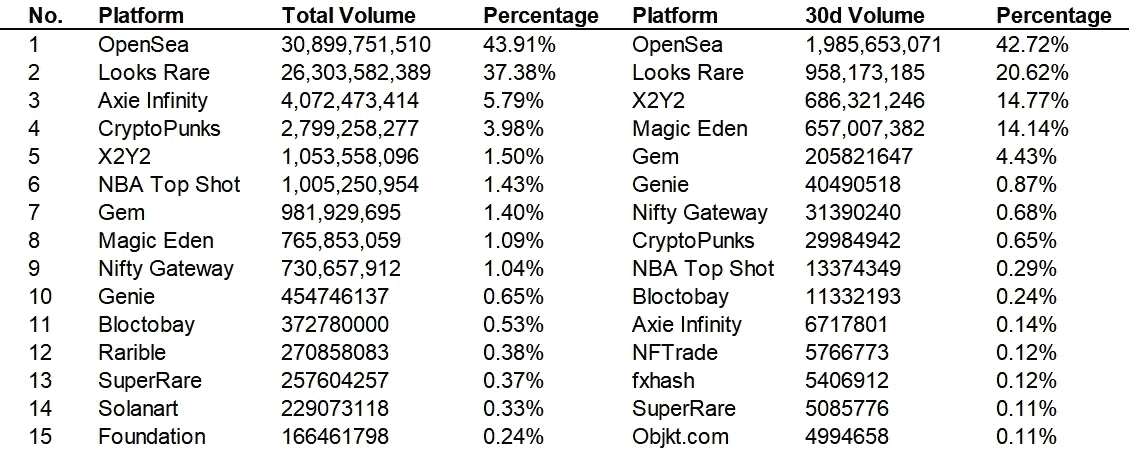 No. Platform Total Volume Percentage Platform 30d Volume Percentage
1 OpenSea 30,899,751,510 43.91% OpenSea 1,985,653,071 42.72%
2 Looks Rare 26,303,582,389 37.38% Looks Rare 958,173,185 20.62%
3 Axie Infinity 4,072,473,414 5.79% X2Y2 686,321,246 14.77%
4 CryptoPunks 2,799,258,277 3.98% Magic Eden 657,007,382 14.14%
5 X2Y2 1,053,558,096 1.50% Gem 205821647 4.43%
6 NBA Top Shot 1,005,250,954 1.43% Genie 40490518 0.87%
7 Gem 981,929,695 1.40% Nifty Gateway 31390240 0.68%
8 Magic Eden 765,853,059 1.09% CryptoPunks 29984942 0.65%
9 Nifty Gateway 730,657,912 1.04% NBA Top Shot 13374349 0.29%
10 Genie 454746137 0.65% Bloctobay 11332193 0.24%
11 Bloctobay 372780000 0.53% Axie Infinity 6717801 0.14%
12 Rarible 270858083 0.38% NFTrade 5766773 0.12%
13 SuperRare 257604257 0.37% fxhash 5406912 0.12%
14 Solanart 229073118 0.33% SuperRare 5085776 0.11%
15 Foundation 166461798 0.24% Objkt.com 4994658 0.11%